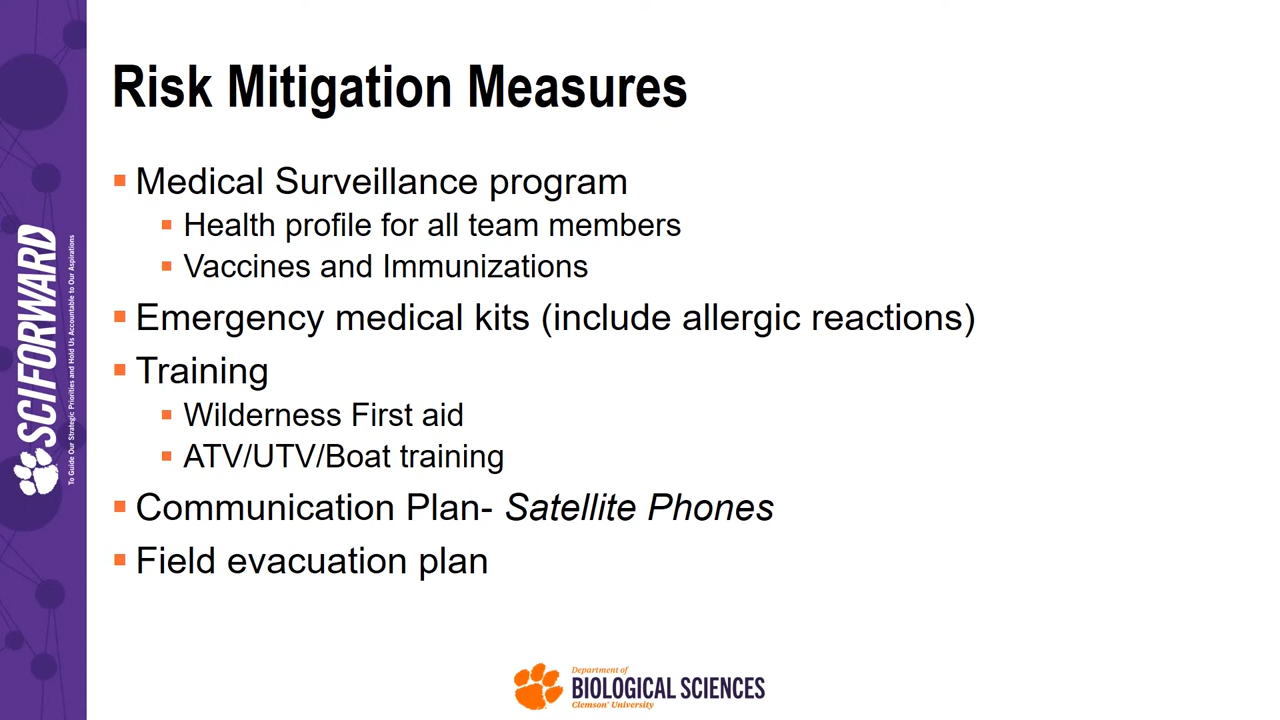 Risk Mitigation Measures
Medical Surveillance program
Health profile for all team members
Vaccines and Immunizations
Emergency medical kits (include allergic reactions)
Training
Wilderness First aid
ATV/UTV/Boat training
Communication Plan- Satellite Phones
Field evacuation plan
SCIFORWARD
To Guide Our Strategic Priorities and Hold Us Accountable to Our Aspirations
Department of
BIOLOGICAL SCIENCES
Clemson® University